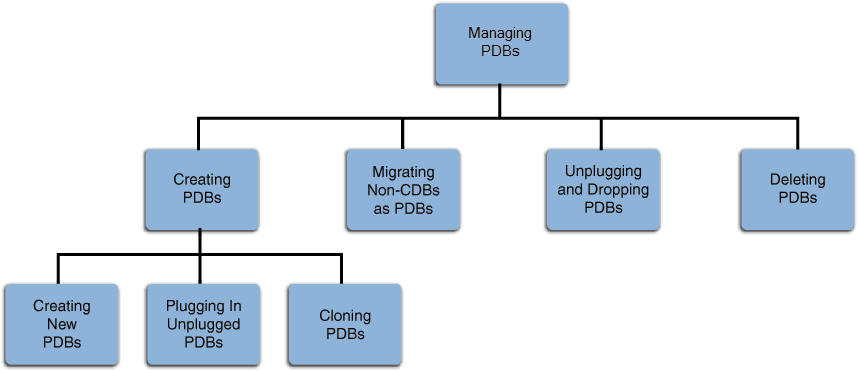 Managing
PDBs
Creating
PDBs
Migrating
Non-CDBs
as PDBs
Unplugging
and Dropping
PDBs
Deleting
PDBs
Creating
New
PDBs
Plugging In
Unplugged
PDBs
Cloning
PDBs